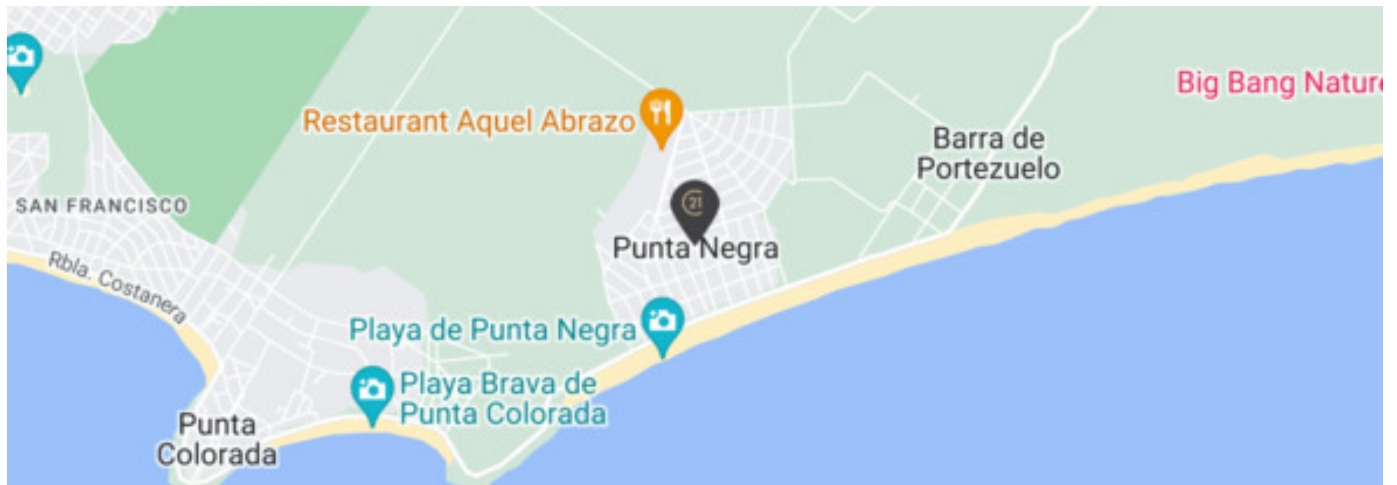 Big Bang Nature
Restaurant Aquel Abrazo
Barra de
Portezuelo
SAN FRANCISCO
21
Punta Negra
Rbla. Costanera
Playa de Punta Negra
Playa Brava de
Punta Colorada
Punta
Colorada